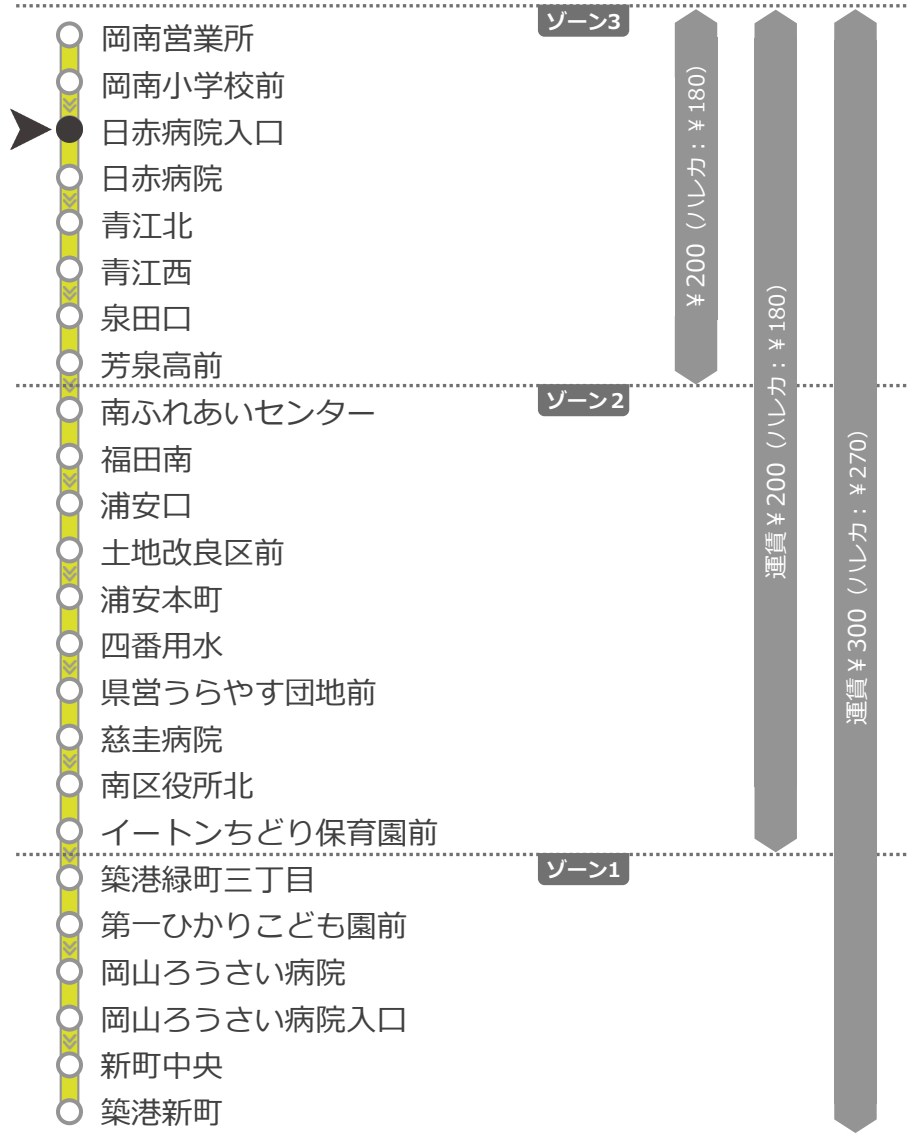 ゾーン3
岡南営業所
岡南小学校前
日赤病院入口
日赤病院
青江北
青江西
泉田口
芳泉高前
ゾーン2
南ふれあいセンター
福田南
浦安口
土地改良区前
浦安本町
四番用水
県営うらやす団地前
慈圭病院
南区役所北
イートンちどり保育園前
ゾーン1
築港緑町三丁目
第一ひかりこども園前
岡山ろうさい病院
岡山ろうさい病院入口
新町中央
築港新町
¥200（ハレカ：¥180）
運賃¥200（ハレカ：¥180）
運賃¥300（ハレカ：¥270）